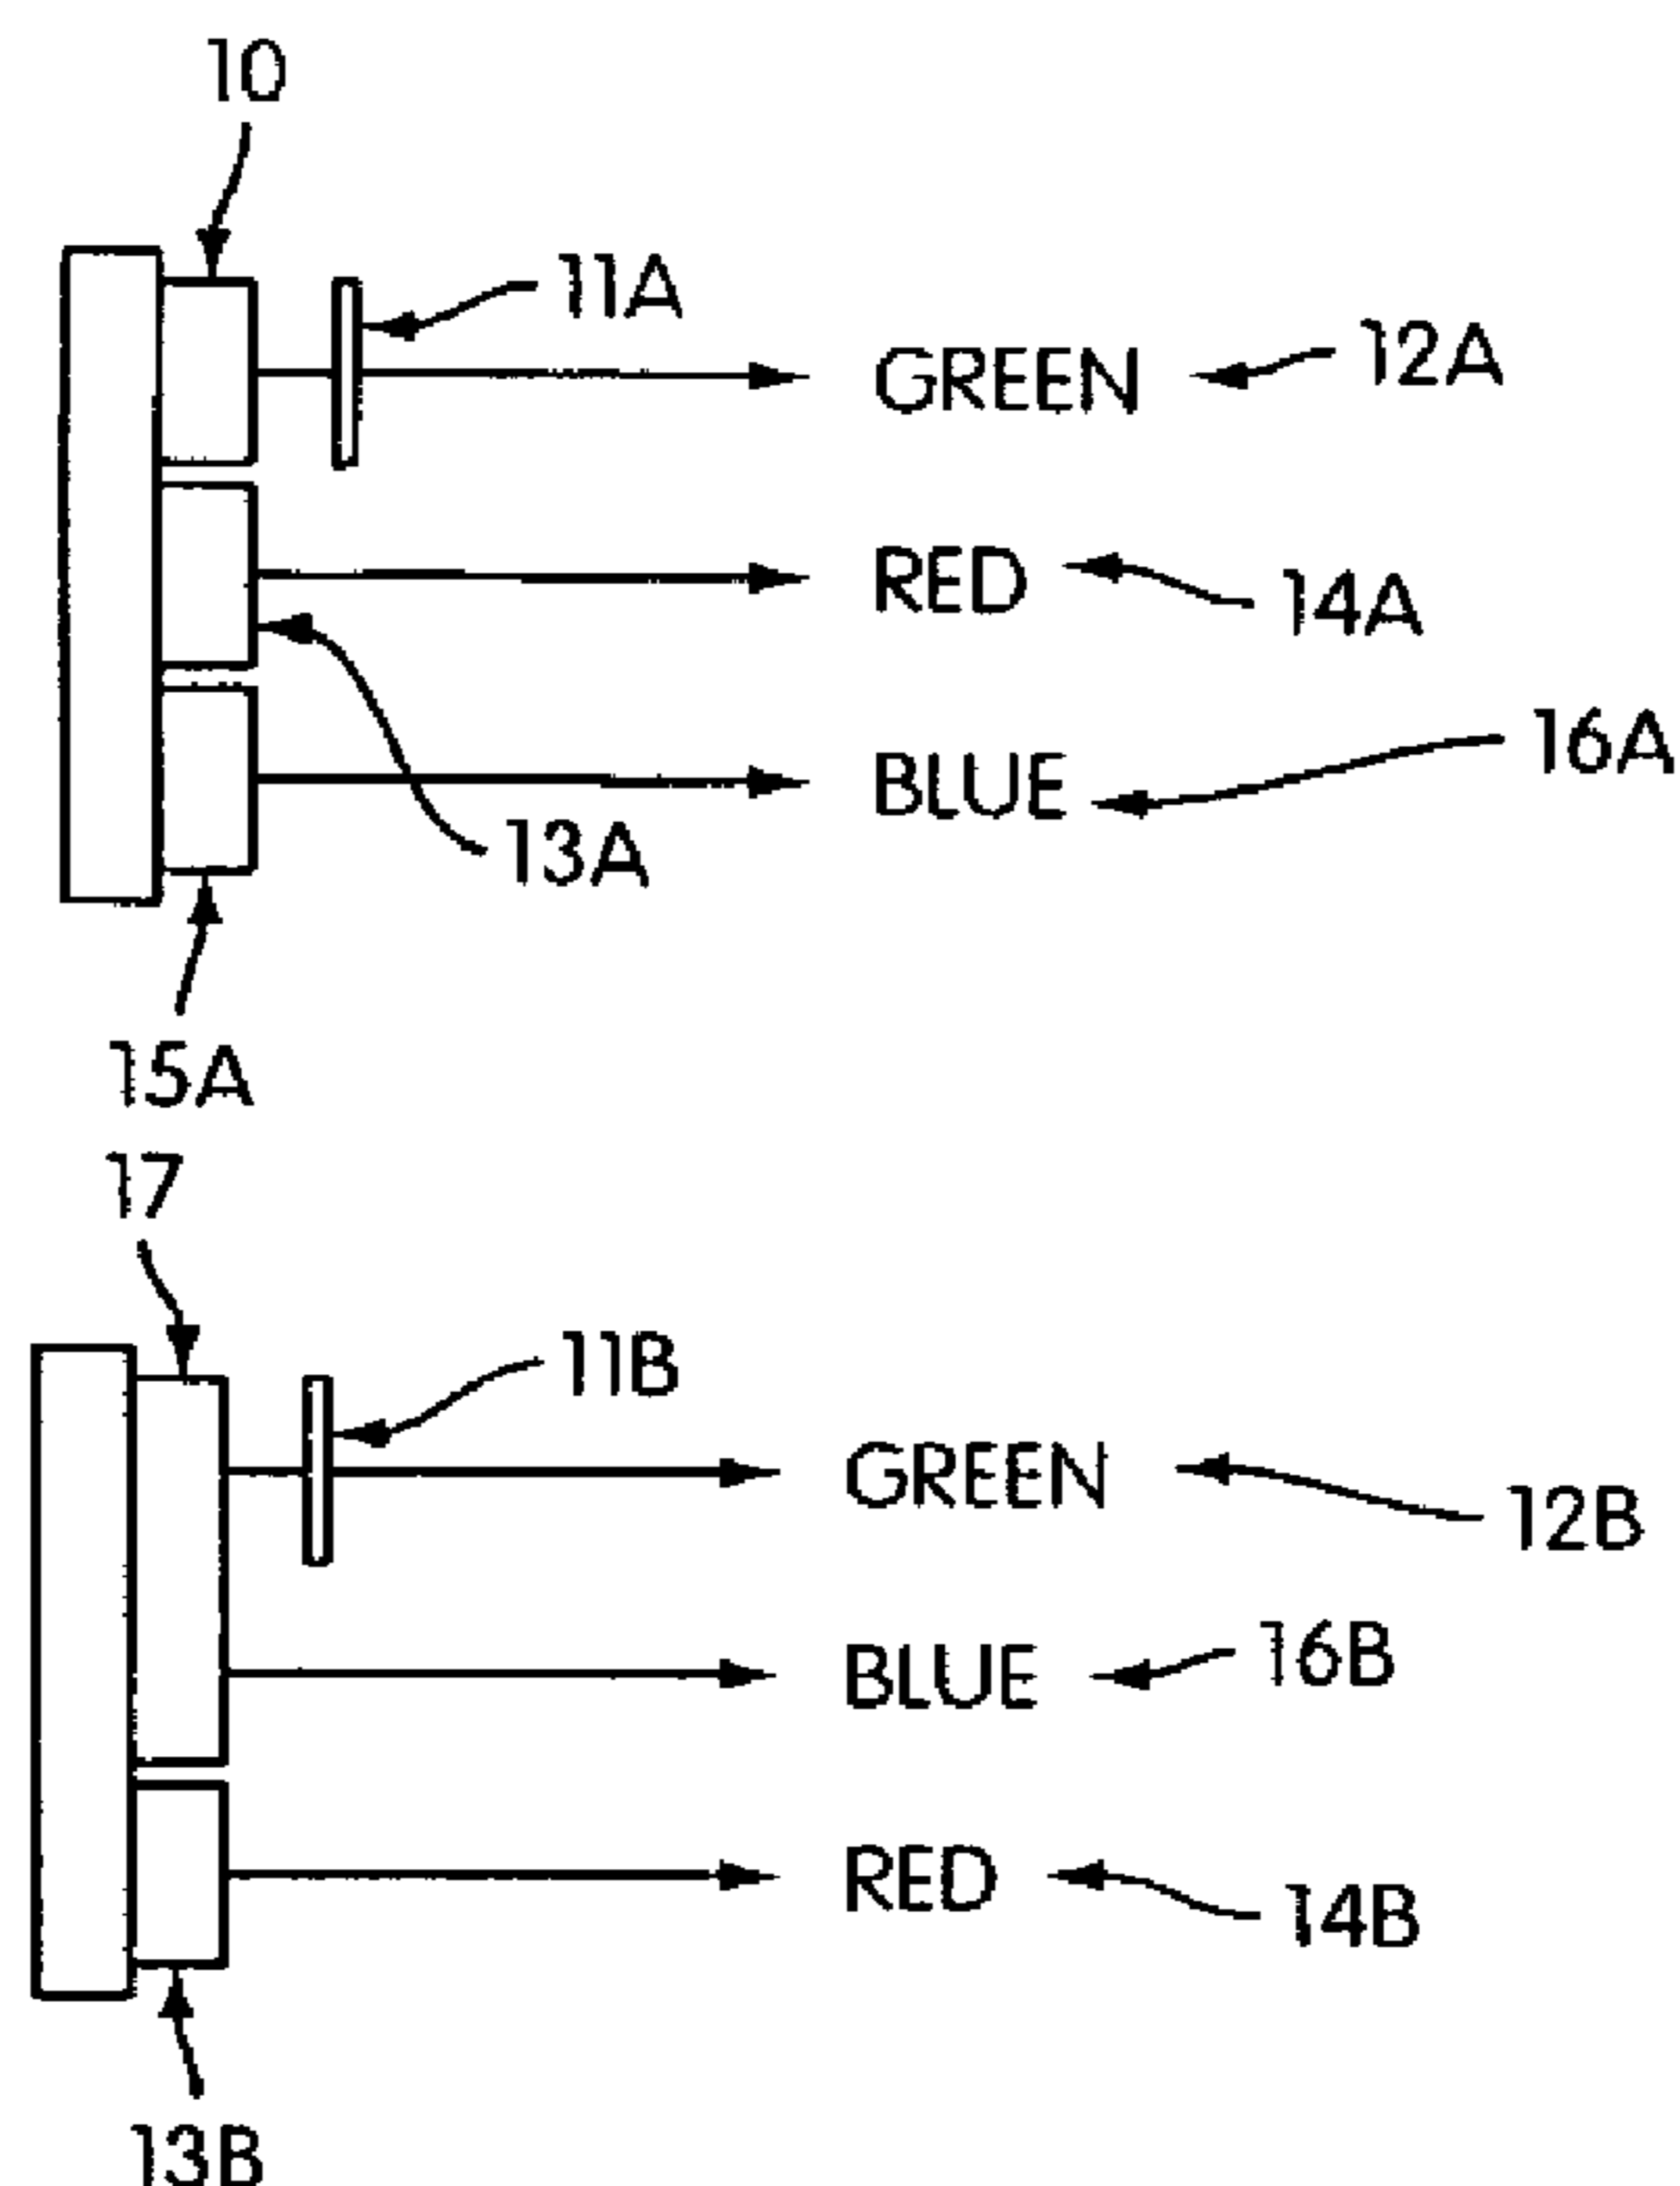 10
11A
GREEN 12A
RED 14A
BLUE 16A
13A
15A
17
11B
GREEN 12B
BLUE 16B
RED 14B
13B